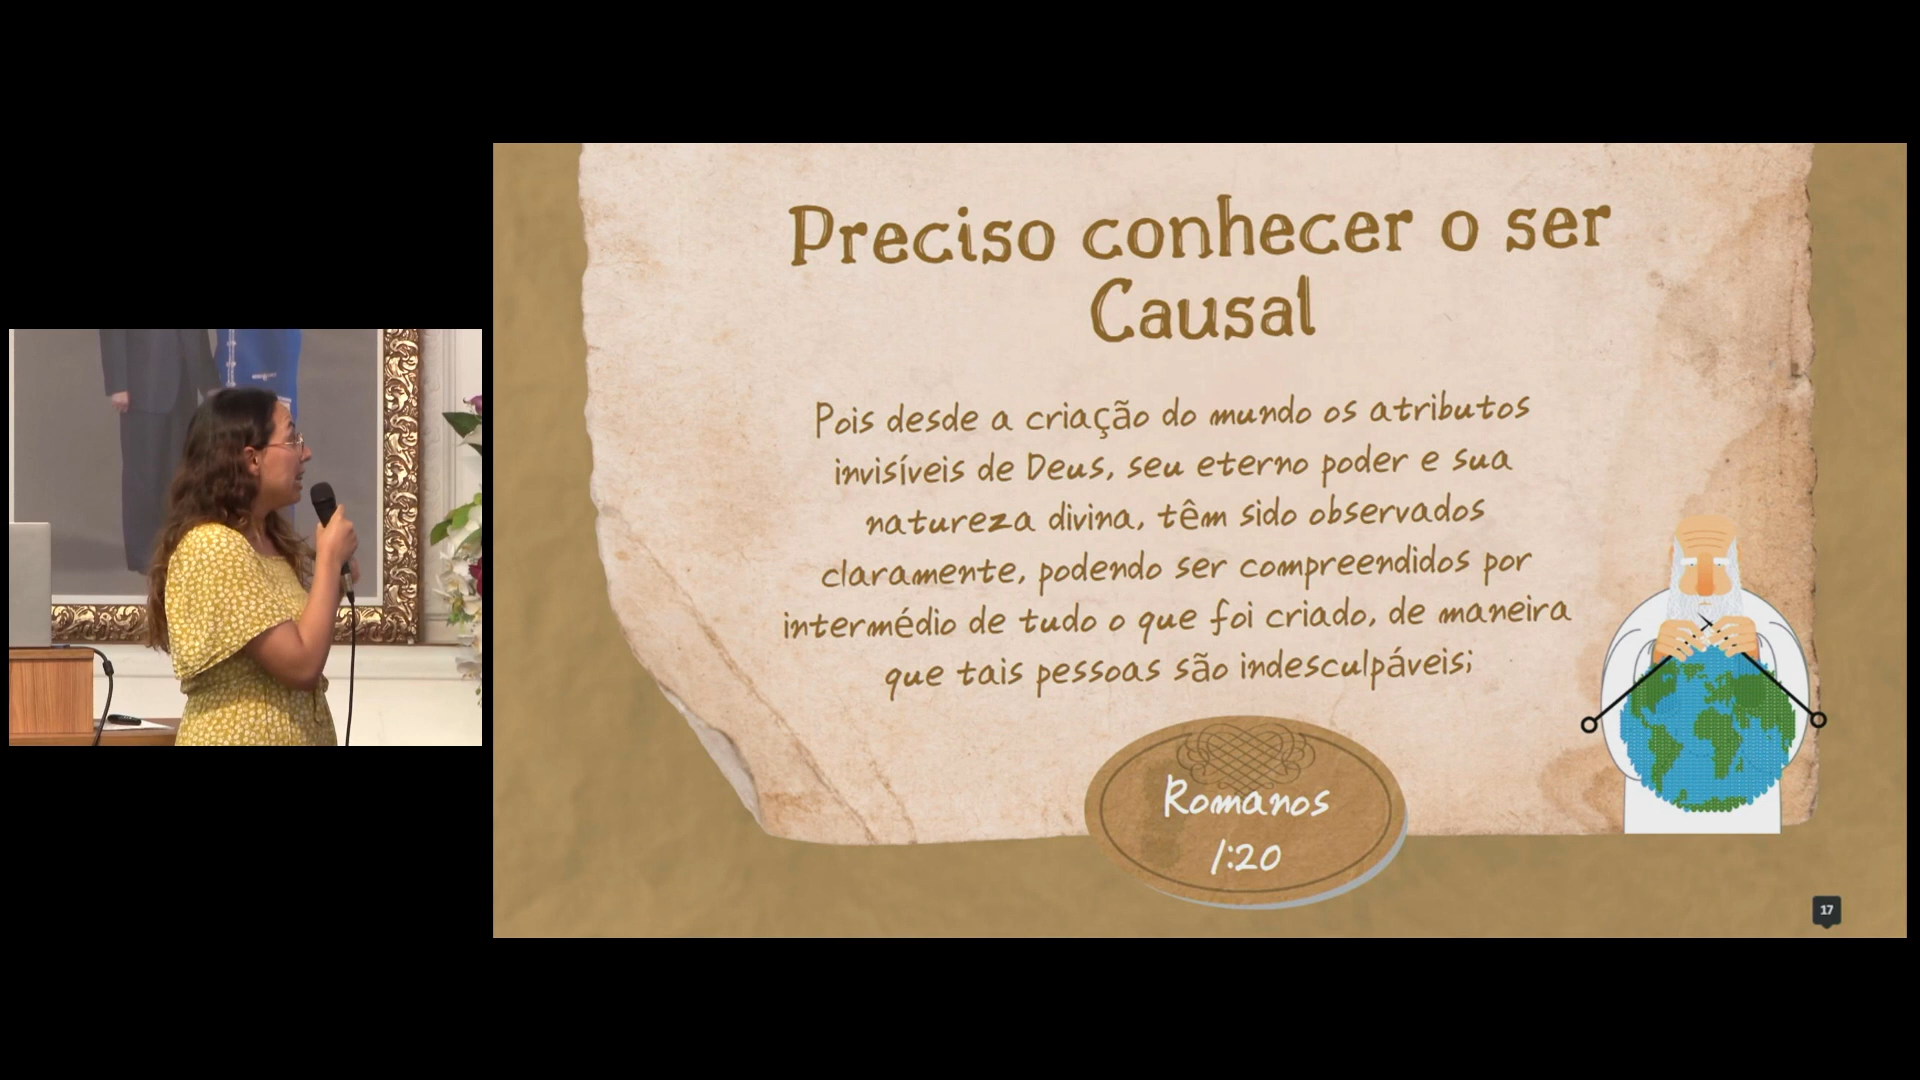 Preciso conhecer o ser
Causal
Pois desde a criação do mundo os atributos
invisíveis de Deus, seu eterno poder e sua
natureza divina, têm sido observados
claramente, podendo ser compreendidos por
intermédio de tudo o que foi criado, de maneira
que tais pessoas são indesculpáveis;
Romanos
1:20
17